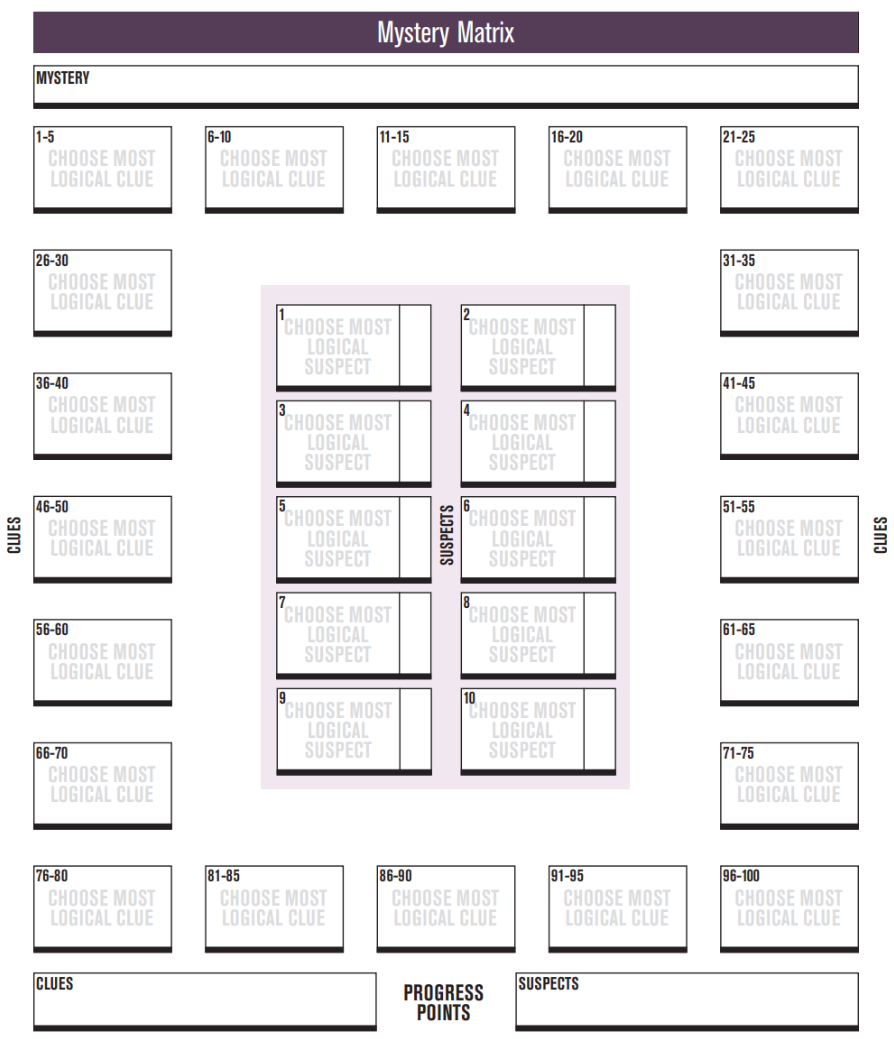 Mystery Matrix
MYSTERY
1-5
CHOOSE MOST
LOGICAL CLUE
6-10
CHOOSE MOST
LOGICAL CLUE
11-15
CHOOSE MOST
LOGICAL CLUE
16-20
CHOOSE MOST
LOGICAL CLUE
21-25
CHOOSE MOST
LOGICAL CLUE
26-30
CHOOSE MOST
LOGICAL CLUE
31-35
CHOOSE MOST
LOGICAL CLUE
1
CHOOSE MOST
LOGICAL
SUSPECT
2
CHOOSE MOST
LOGICAL
SUSPECT
36-40
CHOOSE MOST
LOGICAL CLUE
41-45
CHOOSE MOST
LOGICAL CLUE
3
CHOOSE MOST
LOGICAL
SUSPECT
4
CHOOSE MOST
LOGICAL
SUSPECT
CLUES
46-50
CHOOSE MOST
LOGICAL CLUE
5
CHOOSE MOST
LOGICAL
SUSPECT
SUSPECTS
6
CHOOSE MOST
LOGICAL
SUSPECT
51-55
CHOOSE MOST
LOGICAL CLUE
CLUES
56-60
CHOOSE MOST
LOGICAL CLUE
7
CHOOSE MOST
LOGICAL
SUSPECT
8
CHOOSE MOST
LOGICAL
SUSPECT
61-65
CHOOSE MOST
LOGICAL CLUE
9
CHOOSE MOST
LOGICAL
SUSPECT
10
CHOOSE MOST
LOGICAL
SUSPECT
66-70
CHOOSE MOST
LOGICAL CLUE
71-75
CHOOSE MOST
LOGICAL CLUE
76-80
CHOOSE MOST
LOGICAL CLUE
81-85
CHOOSE MOST
LOGICAL CLUE
86-90
CHOOSE MOST
LOGICAL CLUE
91-95
CHOOSE MOST
LOGICAL CLUE
96-100
CHOOSE MOST
LOGICAL CLUE
CLUES
PROGRESS
POINTS
SUSPECTS